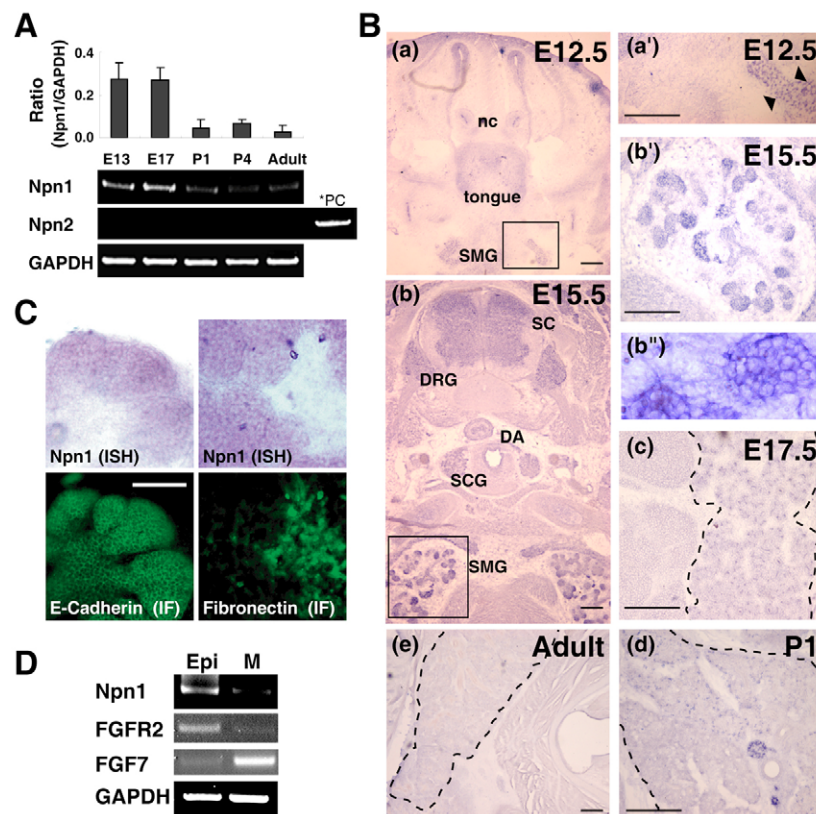 A
Ratio
(Npn1/GAPDH)
0.4
0.2
0.0
E13 E17 P1 P4 Adult
Npn1
Npn2
*PC
GAPDH
B
(a) E12.5
nc
tongue
SMG
(a') E12.5
(b') E15.5
(b'')
(b) E15.5
SC
DRG
DA
SCG
SMG
(c) E17.5
(e) Adult
(d) P1
C
Npn1 (ISH)
Npn1 (ISH)
E-Cadherin (IF)
Fibronectin (IF)
D
Epi M
Npn1
FGFR2
FGF7
GAPDH